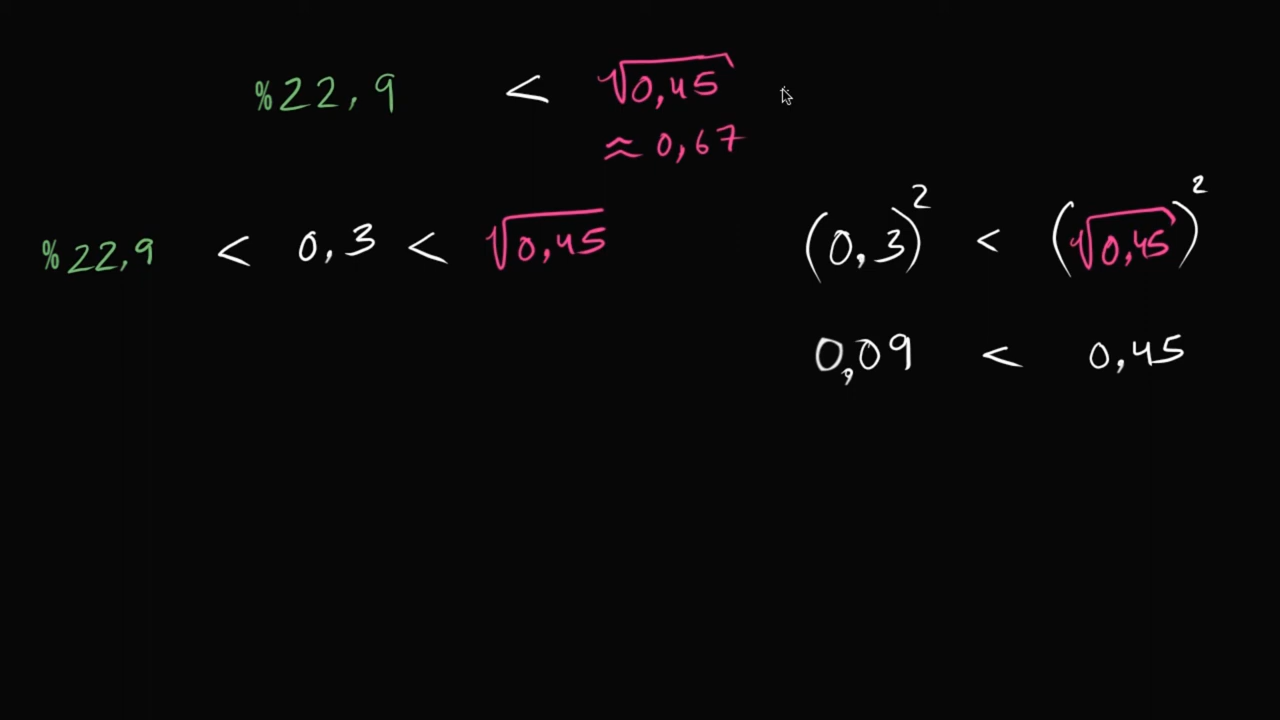 %22,9 < √0,45
≈ 0,67
%22,9 < 0,3 < √0,45
(0,3)² < (√0,45)²
0,09 < 0,45